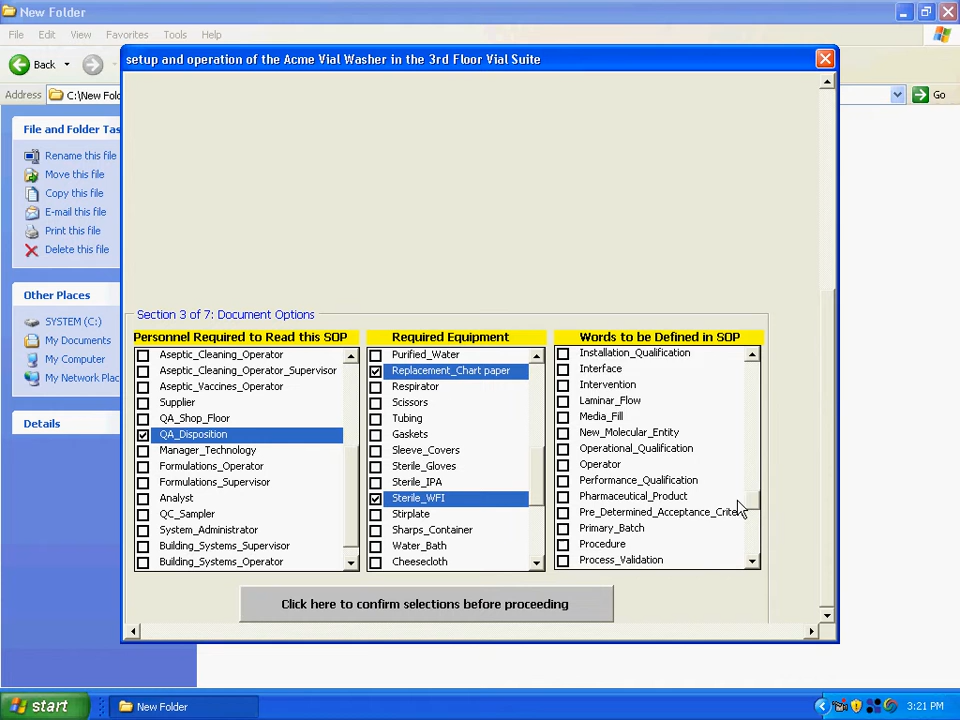 New Folder
File Edit View Favorites Tools Help
Back
Address C:\New Fold Go
setup and operation of the Acme Vial Washer in the 3rd Floor Vial Suite
File and Folder Tas
Rename this file
Move this file
Copy this file
E-mail this file
Print this file
Delete this file
Other Places
SYSTEM (C:)
My Documents
My Computer
My Network Plac
Details
Section 3 of 7: Document Options
Personnel Required to Read this SOP
Aseptic_Cleaning_Operator
Aseptic_Cleaning_Operator_Supervisor
Aseptic_Vaccines_Operator
Supplier
QA_Shop_Floor
QA_Disposition
Manager_Technology
Formulations_Operator
Formulations_Supervisor
Analyst
QC_Sampler
System_Administrator
Building_Systems_Supervisor
Building_Systems_Operator
Required Equipment
Purified_Water
Replacement_Chart paper
Respirator
Scissors
Tubing
Gaskets
Sleeve_Covers
Sterile_Gloves
Sterile_IPA
Sterile_WFI
Stirplate
Sharps_Container
Water_Bath
Cheesecloth
Words to be Defined in SOP
Installation_Qualification
Interface
Intervention
Laminar_Flow
Media_Fill
New_Molecular_Entity
Operational_Qualification
Operator
Performance_Qualification
Pharmaceutical_Product
Pre_Determined_Acceptance_Crite
Primary_Batch
Procedure
Process_Validation
Click here to confirm selections before proceeding
start New Folder 3:21 PM